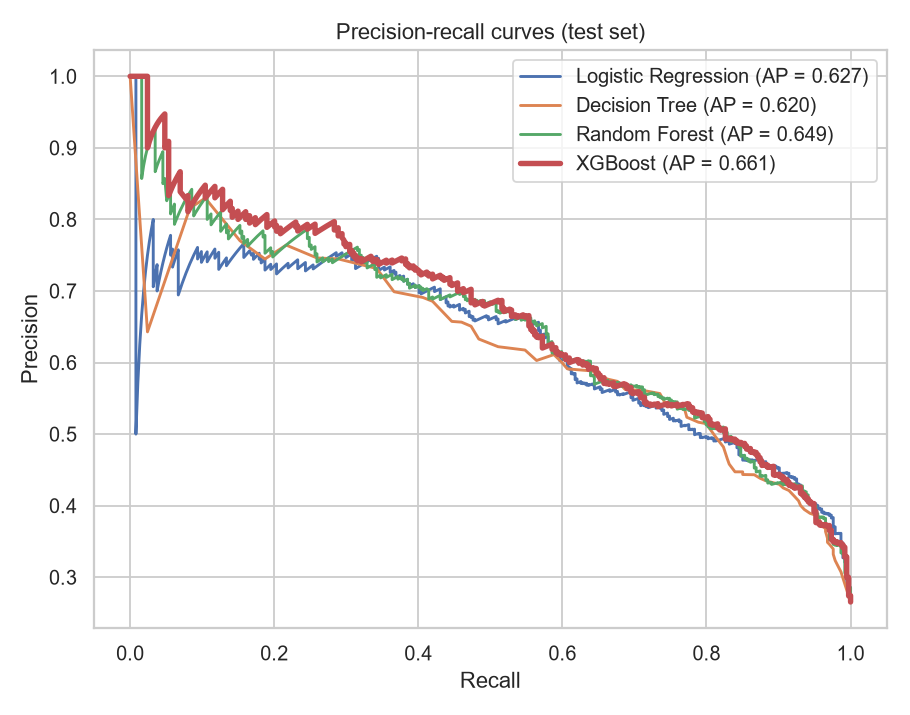 Precision-recall curves (test set)
Logistic Regression (AP = 0.627)
Decision Tree (AP = 0.620)
Random Forest (AP = 0.649)
XGBoost (AP = 0.661)
Precision
1.0
0.9
0.8
0.7
0.6
0.5
0.4
0.3
0.0 0.2 0.4 0.6 0.8 1.0
Recall